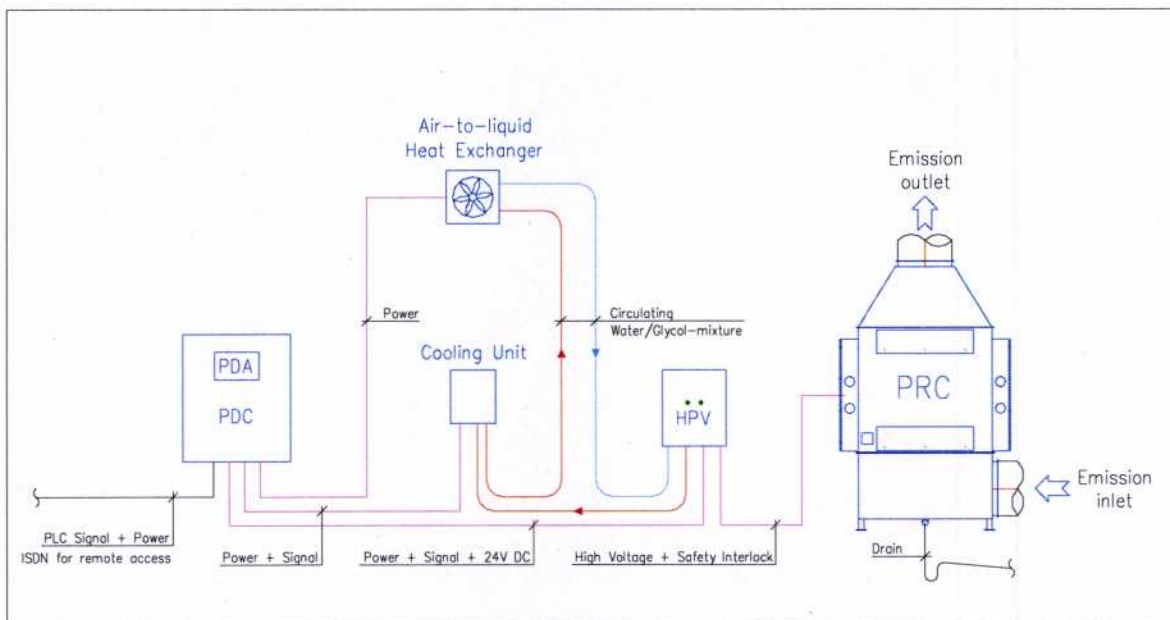 Air-to-liquid
Heat Exchanger
Emission
outlet
Power
Circulating
Water/Glycol-mixture
Cooling Unit
PDA
PDC
HPV
PRC
Emission
inlet
PLC Signal + Power
ISDN for remote access
Power + Signal
Power + Signal + 24V DC
High Voltage + Safety Interlock
Drain